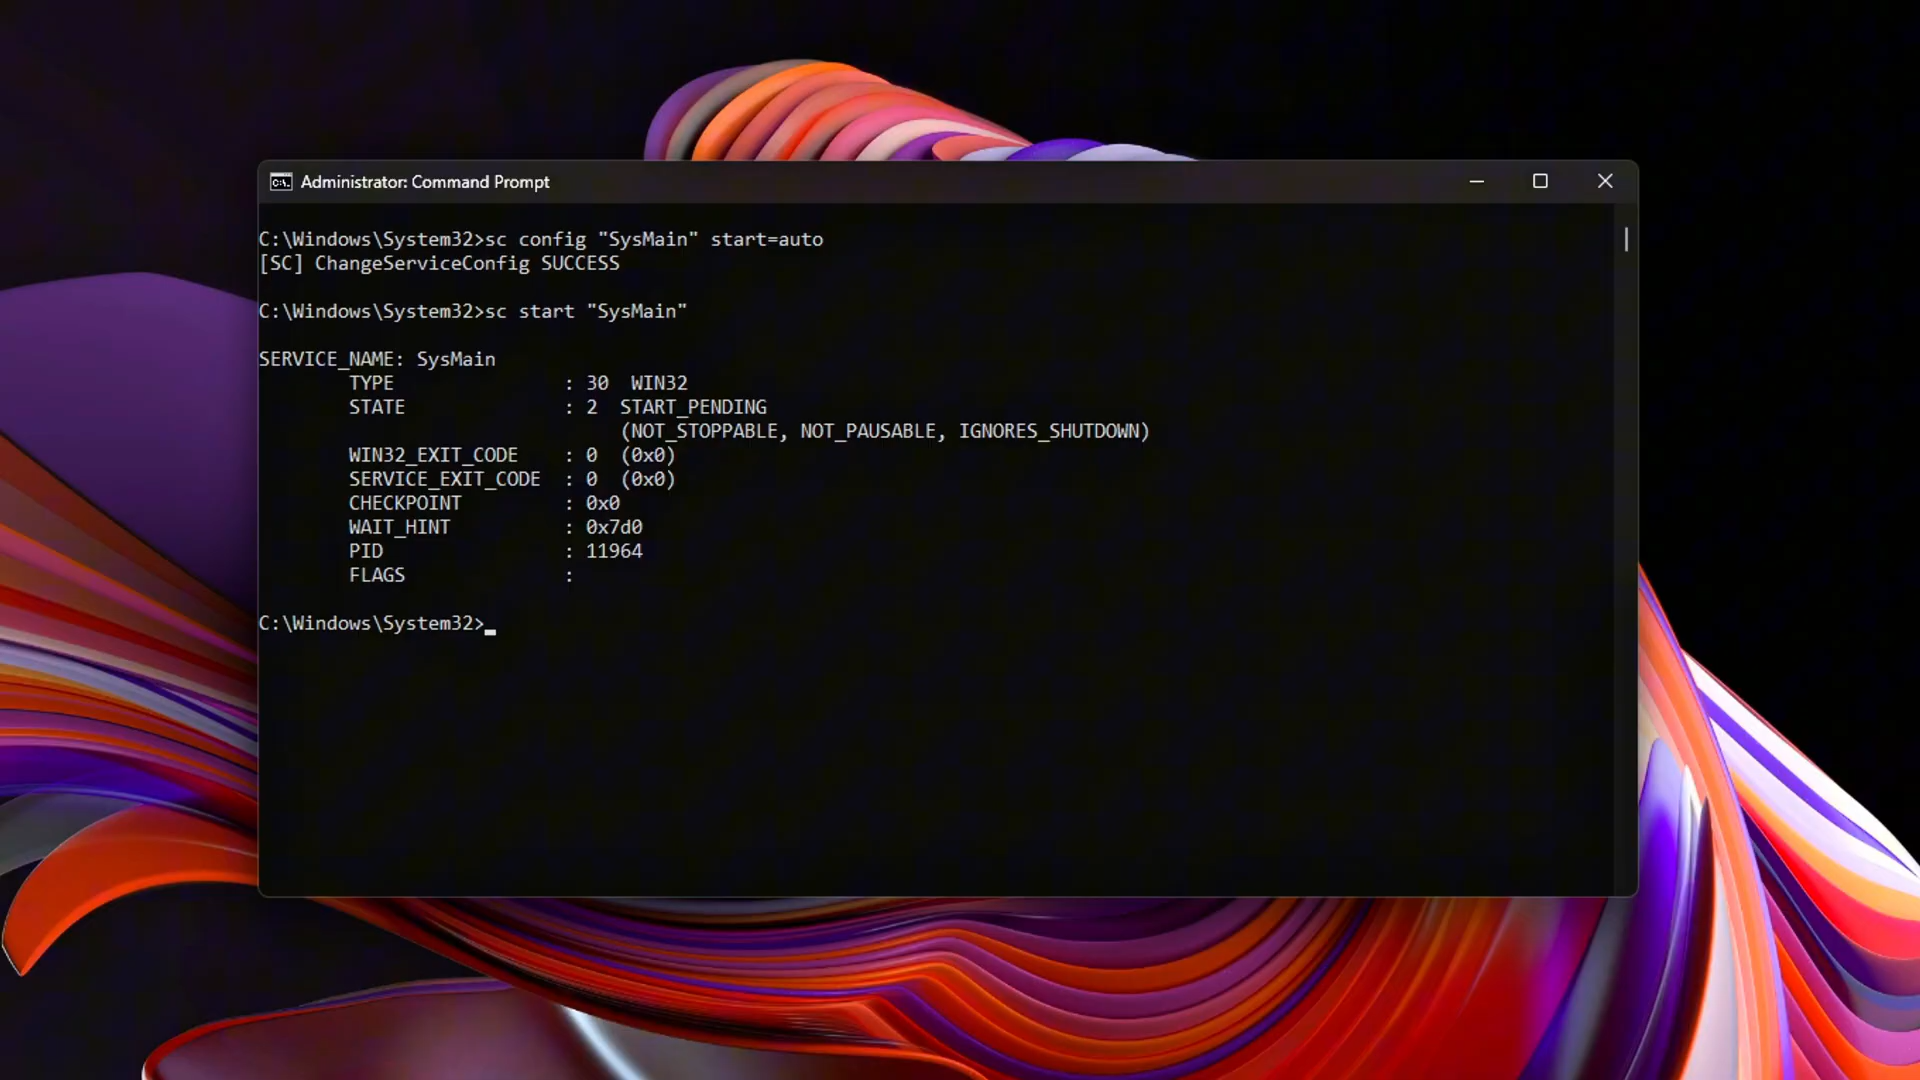 Administrator: Command Prompt
C:\Windows\System32>sc config "SysMain" start=auto
[SC] ChangeServiceConfig SUCCESS
C:\Windows\System32>sc start "SysMain"
SERVICE_NAME: SysMain
TYPE : 30 WIN32
STATE : 2 START_PENDING
(NOT_STOPPABLE, NOT_PAUSABLE, IGNORES_SHUTDOWN)
WIN32_EXIT_CODE : 0 (0x0)
SERVICE_EXIT_CODE : 0 (0x0)
CHECKPOINT : 0x0
WAIT_HINT : 0x7d0
PID : 11964
FLAGS :
C:\Windows\System32>